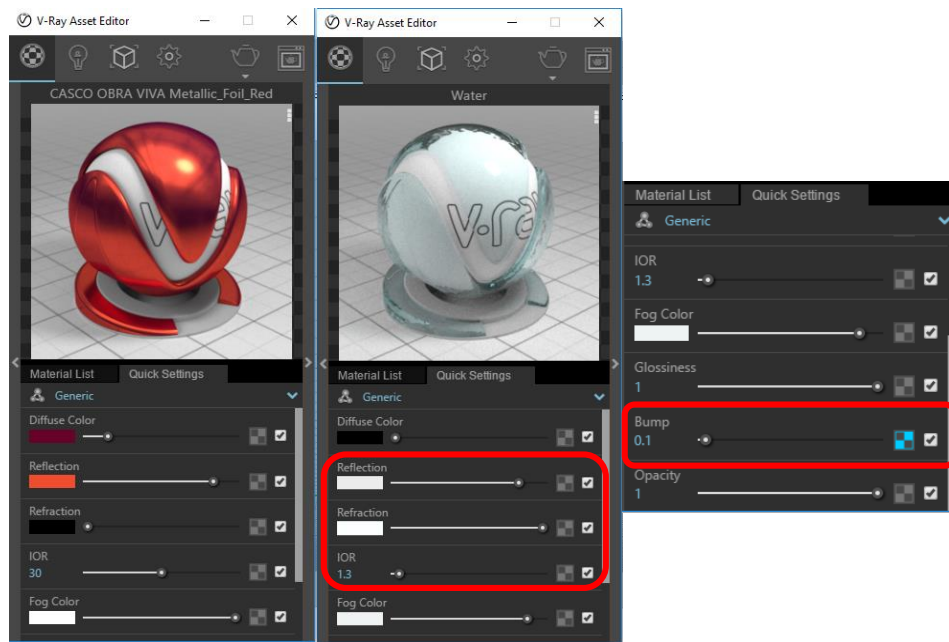 V-Ray Asset Editor
CASCO OBRA VIVA Metallic_Foil_Red
v-ra
Material List Quick Settings
Generic
Diffuse Color
Reflection
Refraction
IOR
30
Fog Color
V-Ray Asset Editor
Water
v-ra
Material List Quick Settings
Generic
Diffuse Color
Reflection
Refraction
IOR
1.3
Fog Color
Material List Quick Settings
Generic
IOR
1.3
Fog Color
Glossiness
1
Bump
0.1
Opacity
1